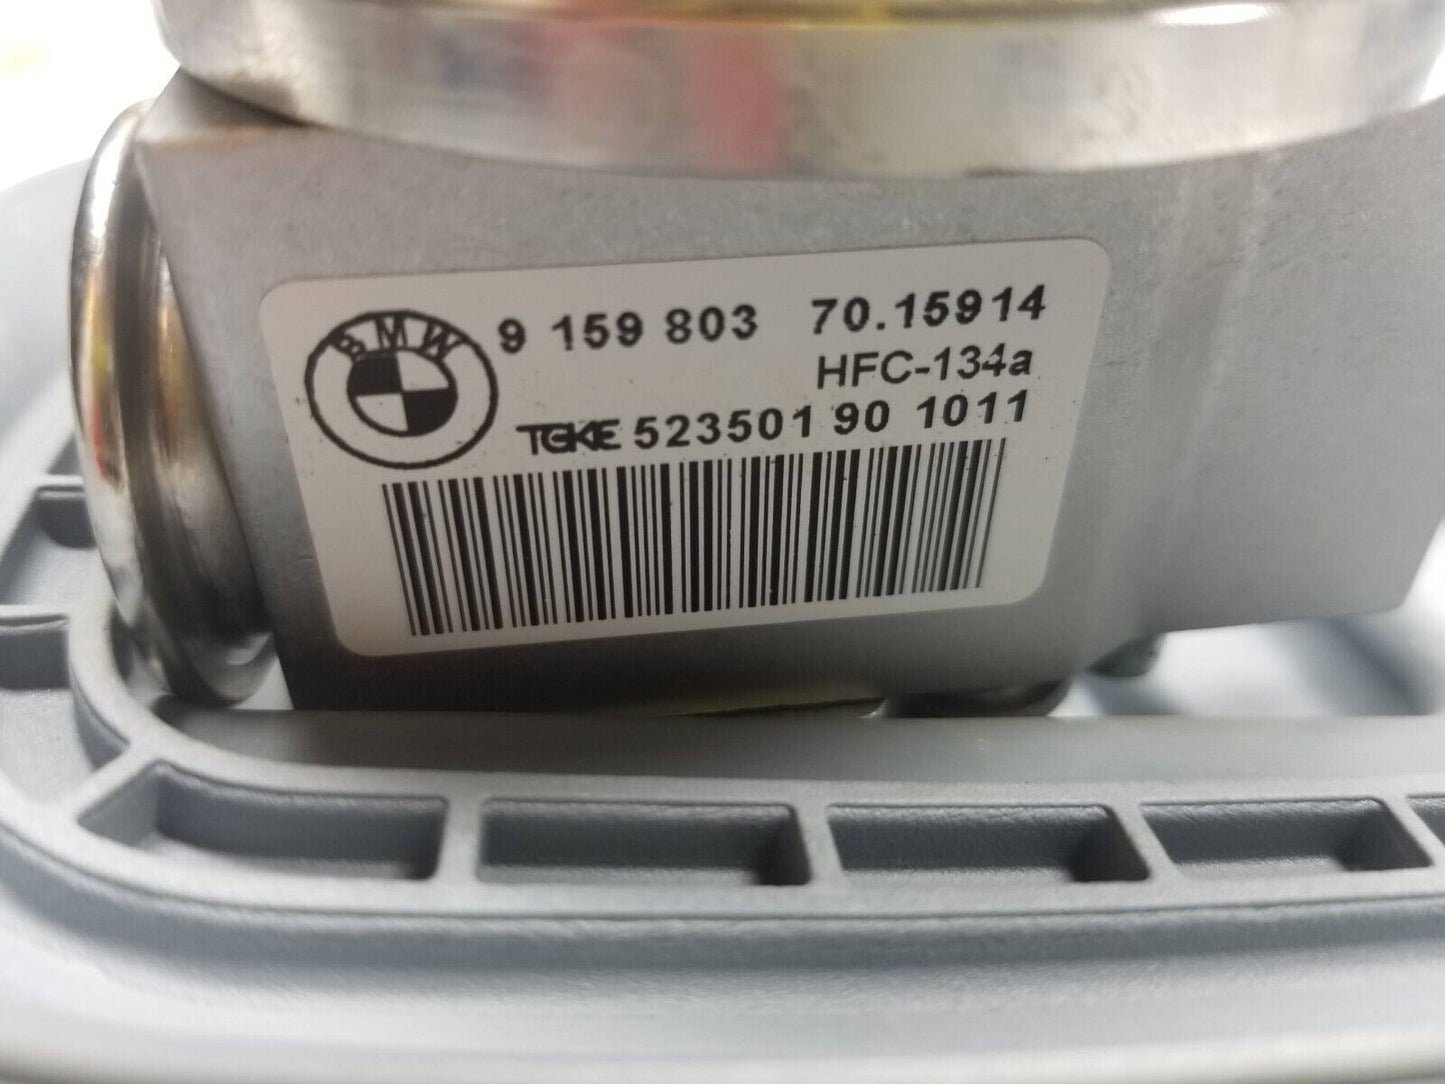 BMW 9 159 803 70.15914
HFC-134a
TGKE 523501 90 1011